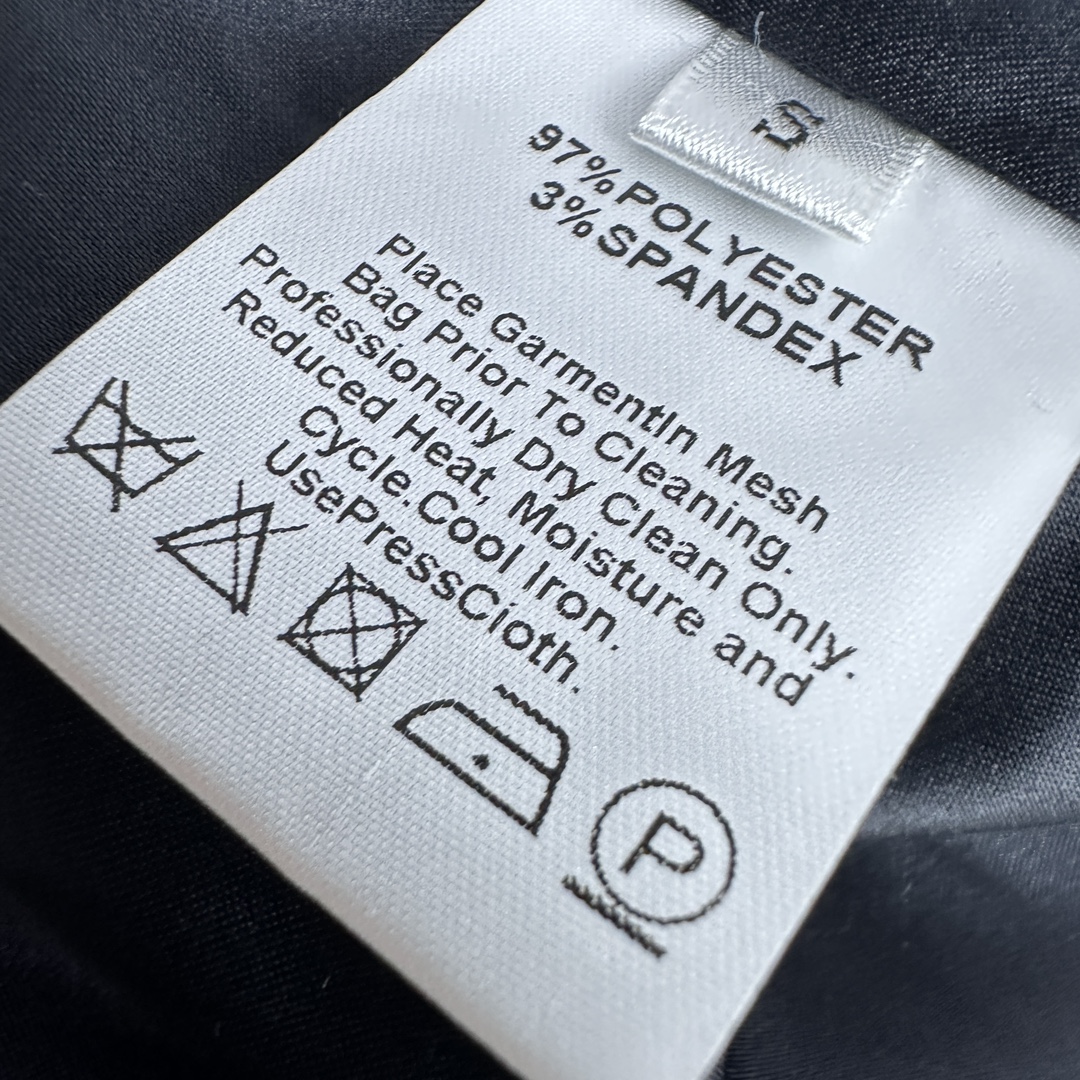 S
97%POLYESTER
3%SPANDEX
Place GarmentIn Mesh
Bag Prior To Cleaning.
Professionally Dry Clean Only.
Reduced Heat, Moisture and
Cycle.Cool Iron.
UsePressCioth.
P